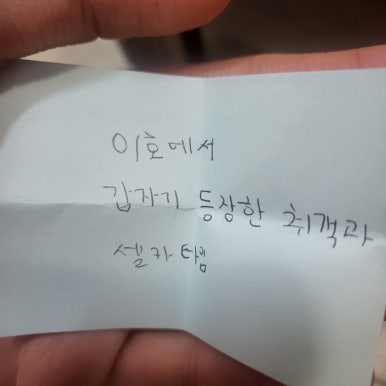 이호에서
갑자기 등장한 취객과
셀카타임